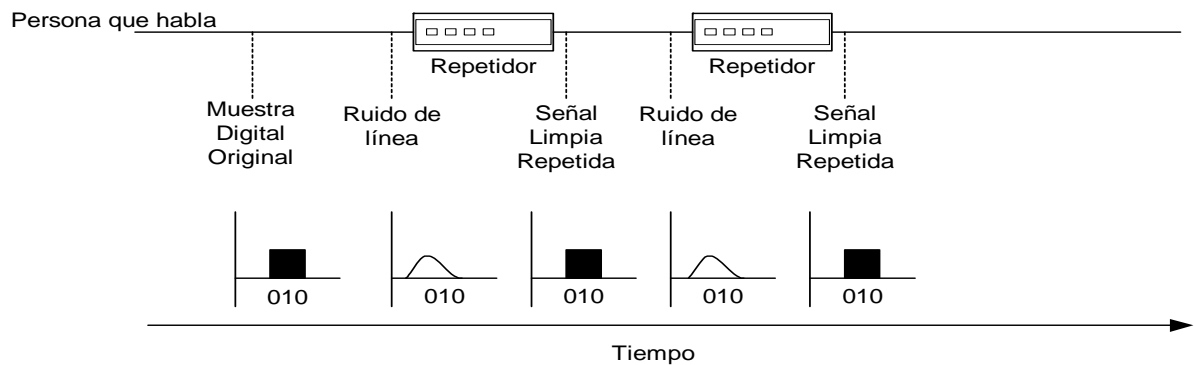 Persona que habla
Repetidor
Repetidor
Muestra
Digital
Original
Ruido de
línea
Señal
Limpia
Repetida
Ruido de
línea
Señal
Limpia
Repetida
010
010
010
010
010
Tiempo